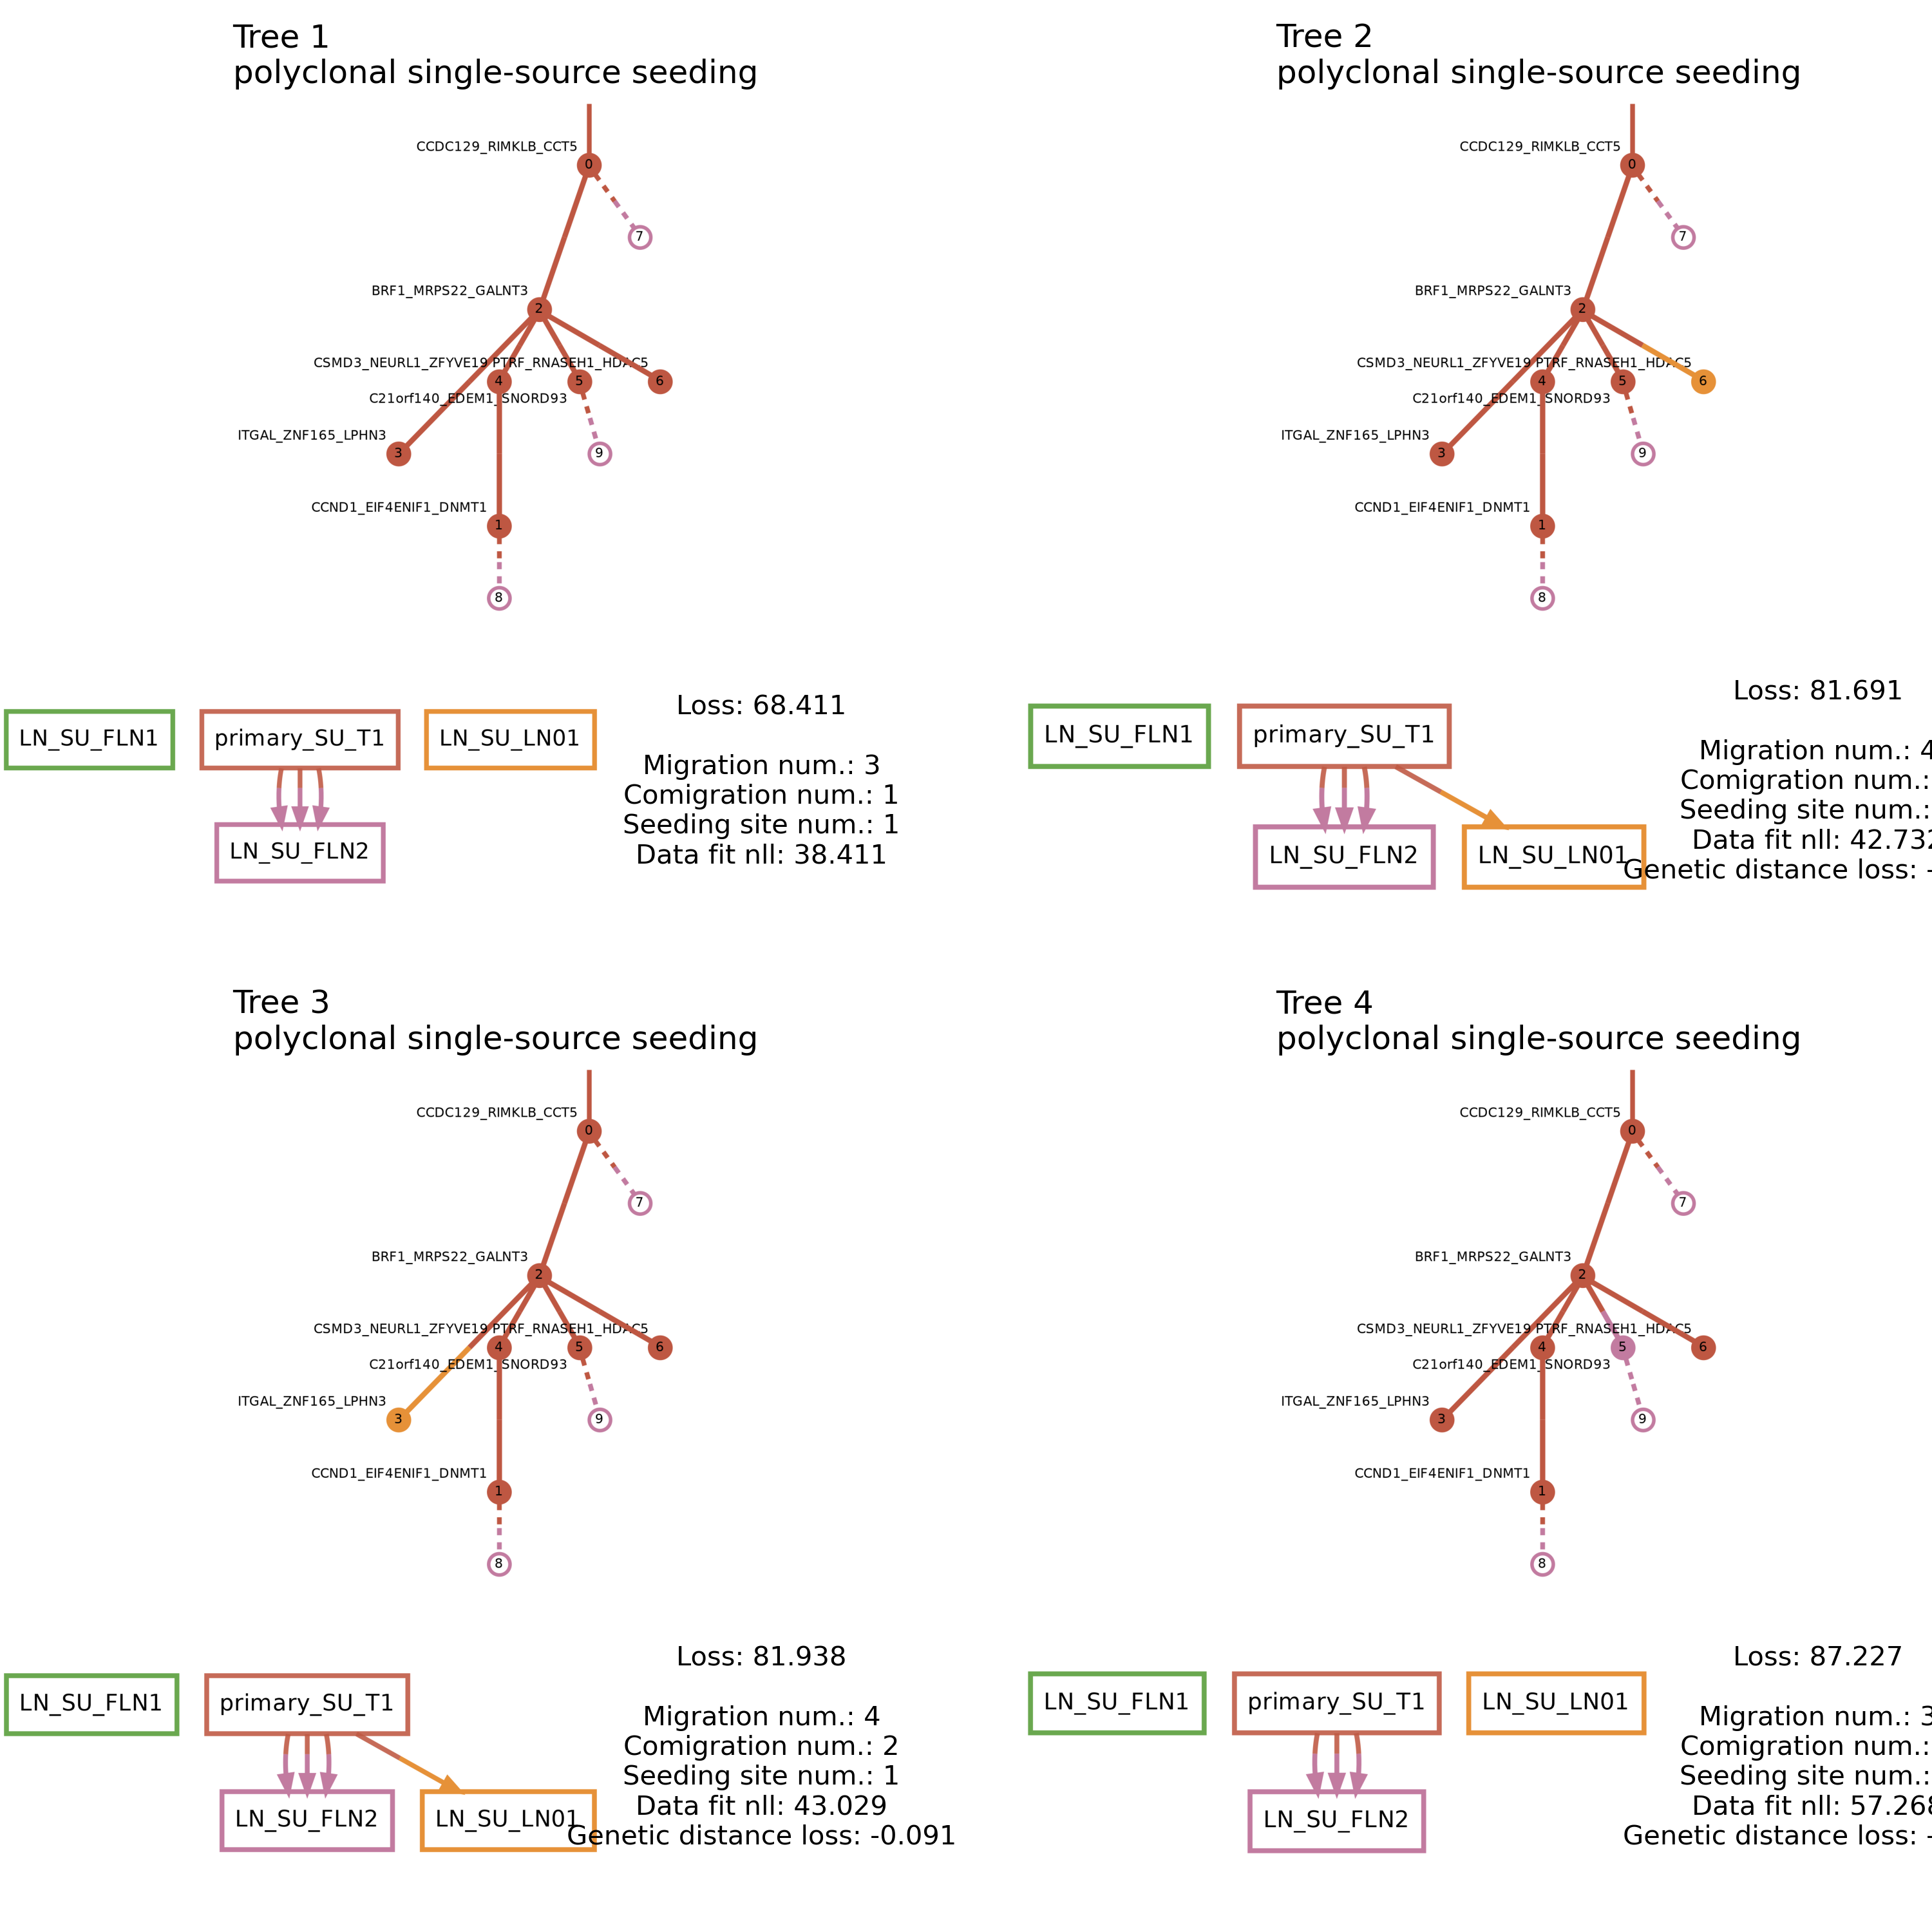 Tree 1
polyclonal single-source seeding
CCDC129_RIMKLB_CCT5
0
7
BRF1_MRPS22_GALNT3
2
CSMD3_NEURL1_ZFYVE19 PTRF_RNASEH1_HDAC5
4
5
6
C21orf140_EDEM1_SNORD93
ITGAL_ZNF165_LPHN3
3
9
CCND1_EIF4ENIF1_DNMT1
1
8
LN_SU_FLN1
primary_SU_T1
LN_SU_LN01
LN_SU_FLN2
Loss: 68.411
Migration num.: 3
Comigration num.: 1
Seeding site num.: 1
Data fit nll: 38.411
Tree 2
polyclonal single-source seeding
CCDC129_RIMKLB_CCT5
0
7
BRF1_MRPS22_GALNT3
2
CSMD3_NEURL1_ZFYVE19 PTRF_RNASEH1_HDAC5
4
5
6
C21orf140_EDEM1_SNORD93
ITGAL_ZNF165_LPHN3
3
9
CCND1_EIF4ENIF1_DNMT1
1
8
LN_SU_FLN1
primary_SU_T1
LN_SU_FLN2
LN_SU_LN01
Loss: 81.691
Migration num.: 4
Comigration num.:
Seeding site num.:
Data fit nll: 42.732
Genetic distance loss: -
Tree 3
polyclonal single-source seeding
CCDC129_RIMKLB_CCT5
0
7
BRF1_MRPS22_GALNT3
2
CSMD3_NEURL1_ZFYVE19 PTRF_RNASEH1_HDAC5
4
5
6
C21orf140_EDEM1_SNORD93
ITGAL_ZNF165_LPHN3
3
9
CCND1_EIF4ENIF1_DNMT1
1
8
LN_SU_FLN1
primary_SU_T1
LN_SU_FLN2
LN_SU_LN01
Loss: 81.938
Migration num.: 4
Comigration num.: 2
Seeding site num.: 1
Data fit nll: 43.029
Genetic distance loss: -0.091
Tree 4
polyclonal single-source seeding
CCDC129_RIMKLB_CCT5
0
7
BRF1_MRPS22_GALNT3
2
CSMD3_NEURL1_ZFYVE19 PTRF_RNASEH1_HDAC5
4
5
6
C21orf140_EDEM1_SNORD93
ITGAL_ZNF165_LPHN3
3
9
CCND1_EIF4ENIF1_DNMT1
1
8
LN_SU_FLN1
primary_SU_T1
LN_SU_LN01
LN_SU_FLN2
Loss: 87.227
Migration num.: 3
Comigration num.:
Seeding site num.:
Data fit nll: 57.268
Genetic distance loss: -